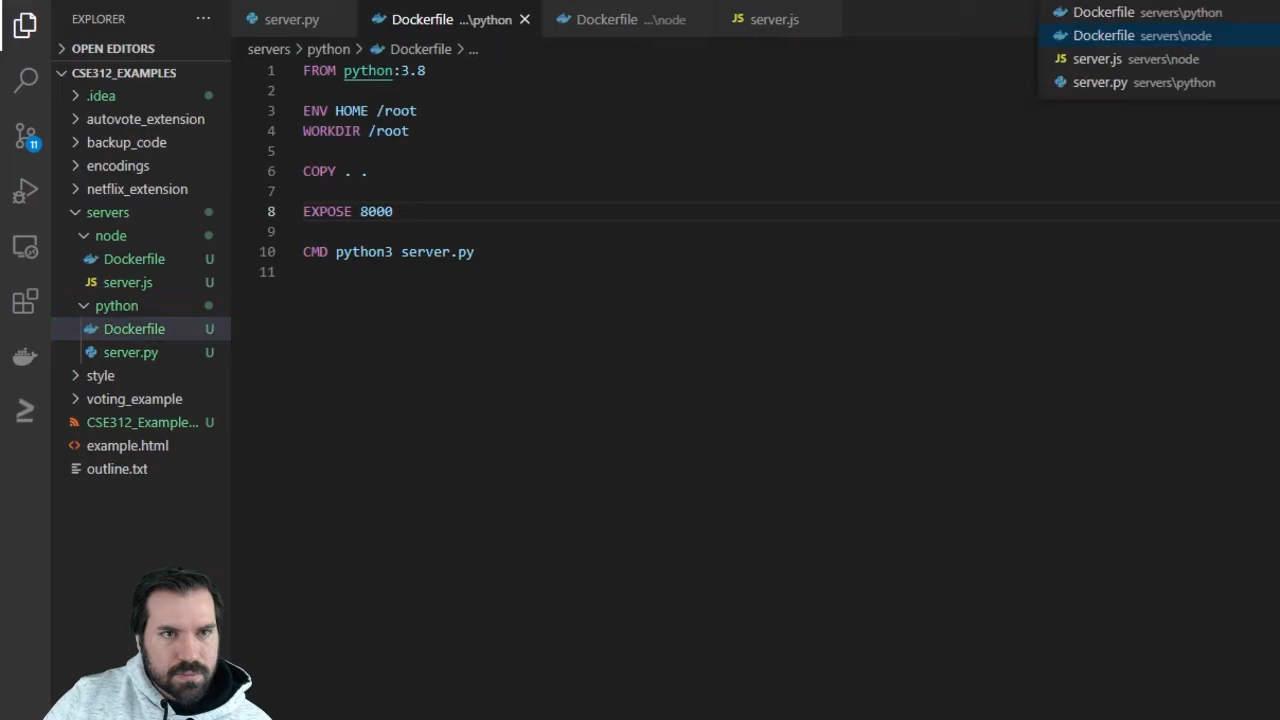 EXPLORER
OPEN EDITORS
CSE312_EXAMPLES
.idea
autovote_extension
backup_code
encodings
netflix_extension
servers
node
Dockerfile U
server.js U
python
Dockerfile U
server.py U
style
voting_example
CSE312_Example... U
example.html
outline.txt
11
server.py
Dockerfile ...\python
Dockerfile ...\node
server.js
servers > python > Dockerfile > ...
1 FROM python:3.8
2
3 ENV HOME /root
4 WORKDIR /root
5
6 COPY . .
7
8 EXPOSE 8000
9
10 CMD python3 server.py
11
Dockerfile servers\python
Dockerfile servers\node
server.js servers\node
server.py servers\python